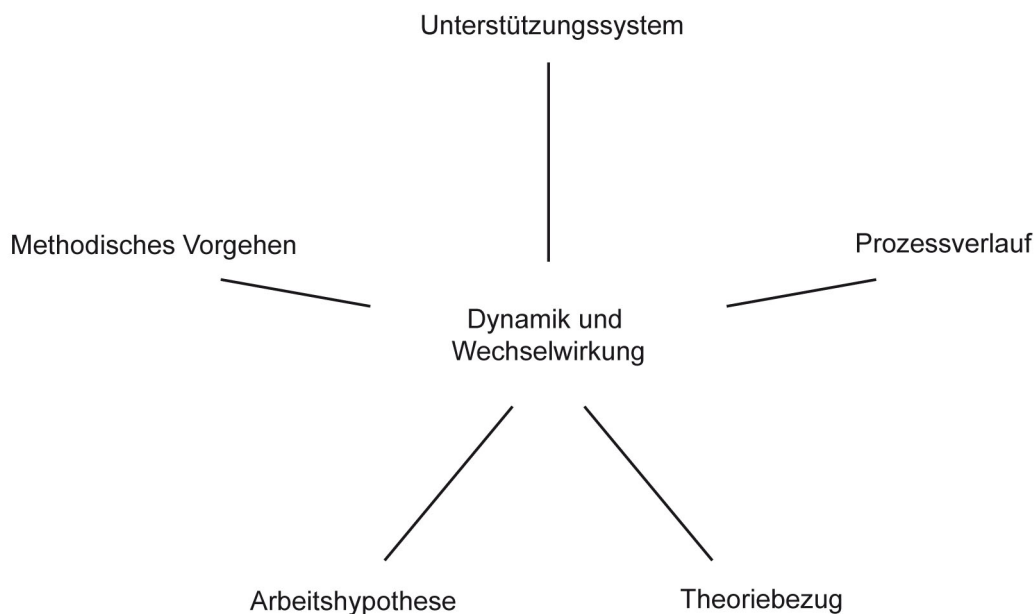 Unterstützungssystem
Methodisches Vorgehen
Prozessverlauf
Dynamik und
Wechselwirkung
Arbeitshypothese
Theoriebezug